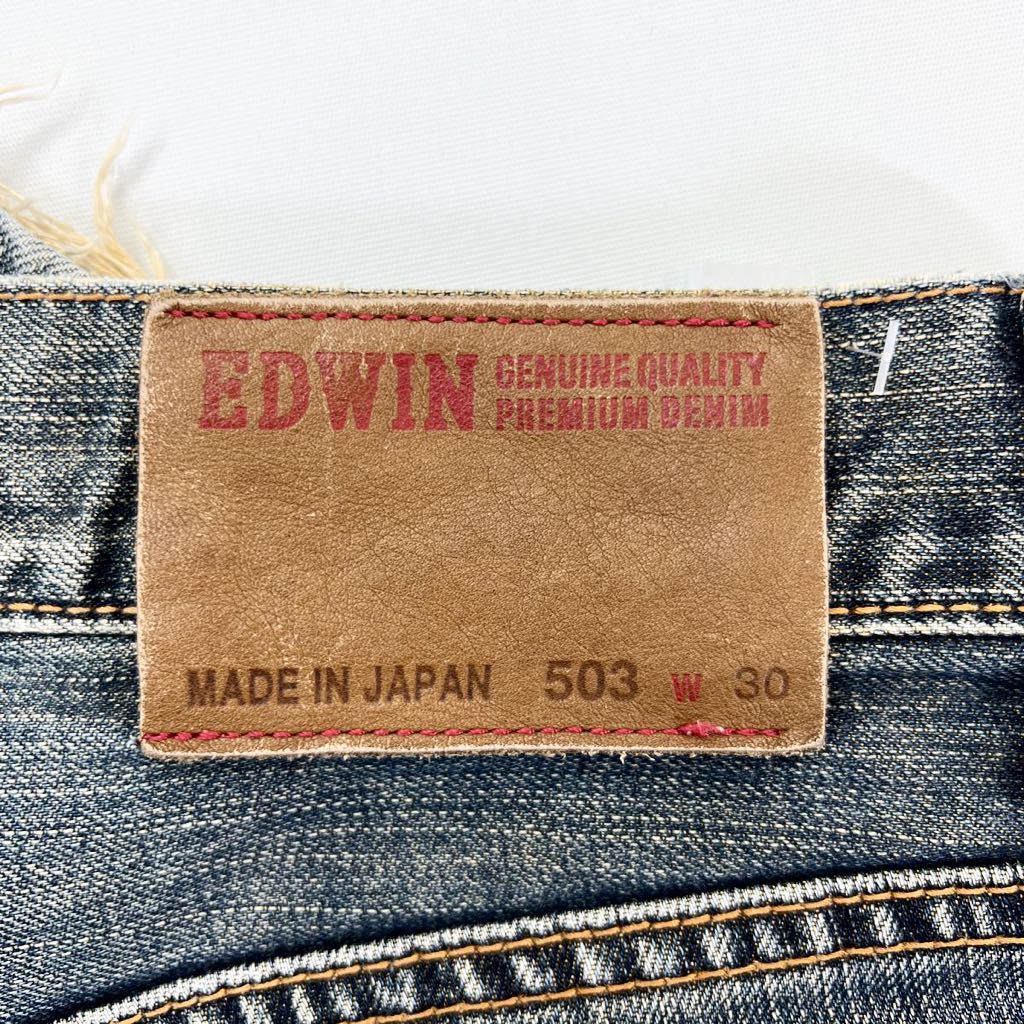 EDWIN GENUINE QUALITY
PREMIUM DENIM
MADE IN JAPAN 503 W 30